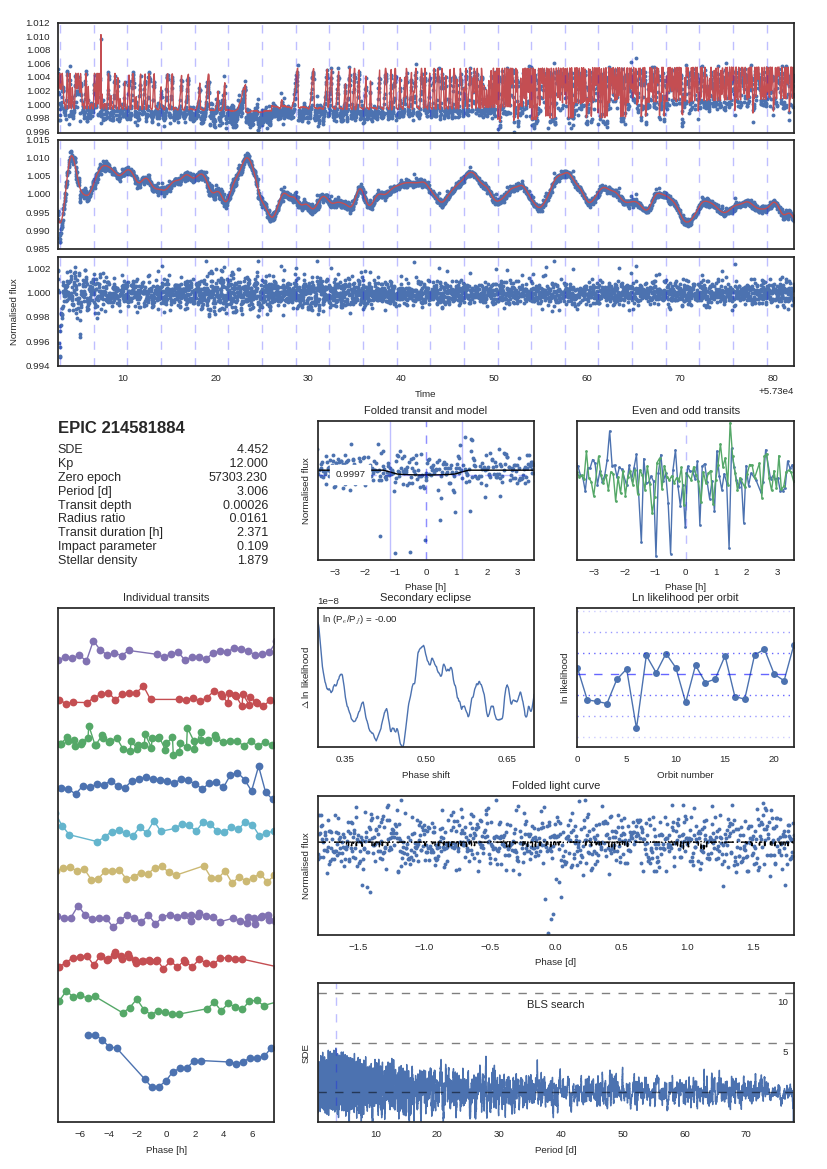 1.012
1.010
1.008
1.006
1.004
1.002
1.000
0.998
0.996
1.015
1.010
1.005
1.000
0.995
0.990
0.985
1.002
1.000
0.998
0.996
0.994
Normalised flux
10 20 30 40 50 60 70 80
Time
+5.73e4
EPIC 214581884
SDE 4.452
Kp 12.000
Zero epoch 57303.230
Period [d] 3.006
Transit depth 0.00026
Radius ratio 0.0161
Transit duration [h] 2.371
Impact parameter 0.109
Stellar density 1.879
Folded transit and model
Normalised flux
0.9997
−3 −2 −1 0 1 2 3
Phase [h]
Even and odd transits
−3 −2 −1 0 1 2 3
Phase [h]
Individual transits
−6 −4 −2 0 2 4 6
Phase [h]
Secondary eclipse
1e−8
ln (Pₑ/P𝑓) = -0.00
Δ ln likelihood
0.35 0.50 0.65
Phase shift
Ln likelihood per orbit
ln likelihood
0 5 10 15 20
Orbit number
Folded light curve
Normalised flux
−1.5 −1.0 −0.5 0.0 0.5 1.0 1.5
Phase [d]
BLS search
10
5
SDE
10 20 30 40 50 60 70
Period [d]